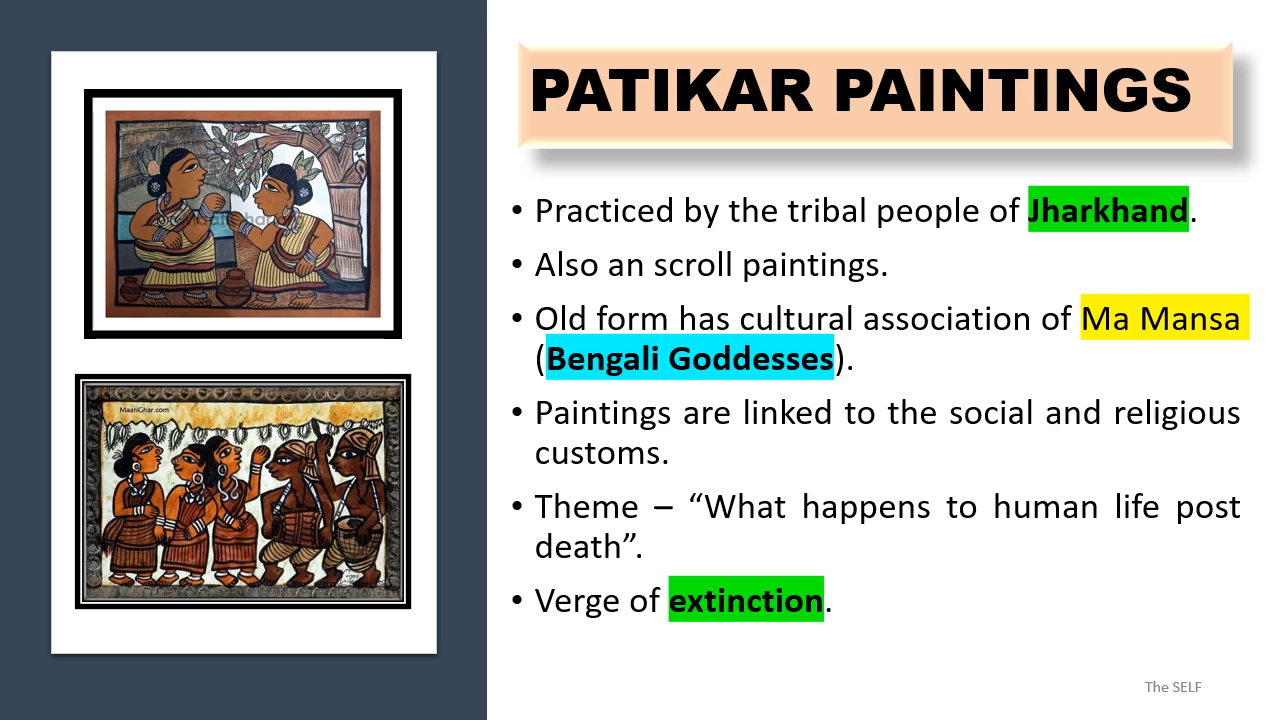 PATIKAR PAINTINGS
• Practiced by the tribal people of Jharkhand.
• Also an scroll paintings.
• Old form has cultural association of Ma Mansa
(Bengali Goddesses).
• Paintings are linked to the social and religious
customs.
• Theme – “What happens to human life post
death”.
• Verge of extinction.
MaatiGhar.com
The SELF